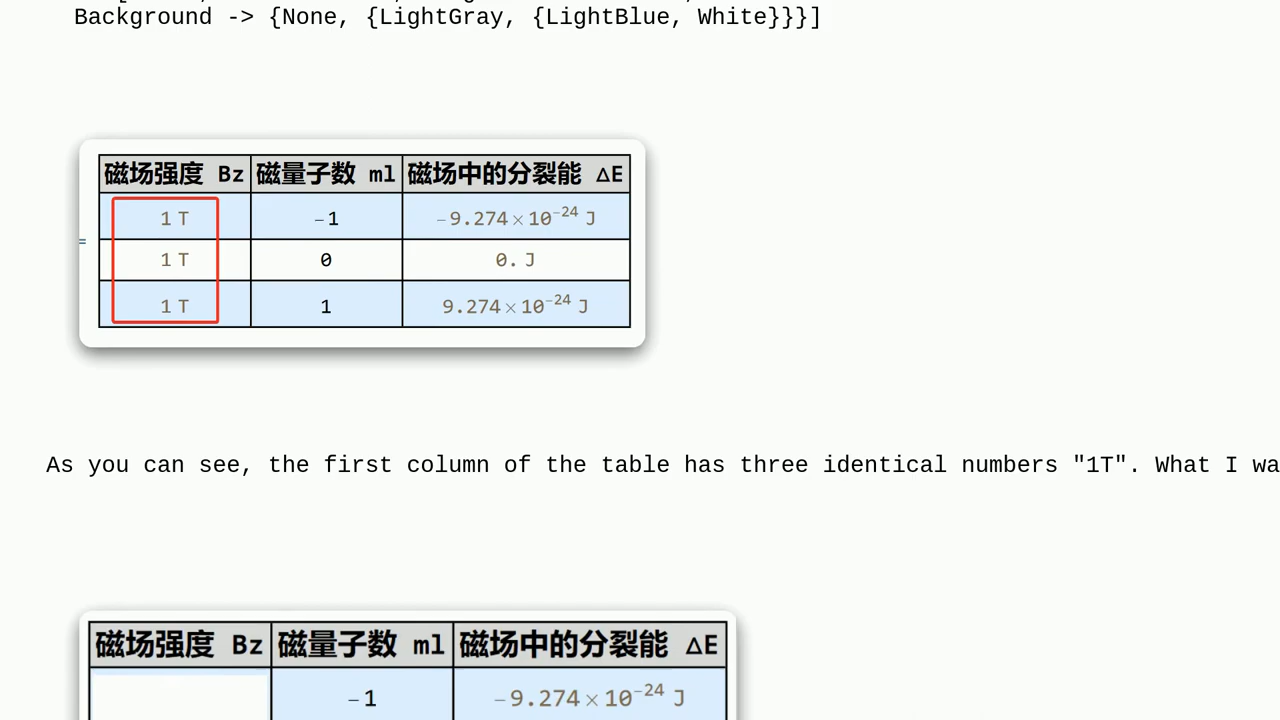 Background -> {None, {LightGray, {LightBlue, White}}}]
磁场强度 Bz 磁量子数 ml 磁场中的分裂能 ΔE
1 T −1 −9.274×10^−24 J
= 1 T 0 0. J
1 T 1 9.274×10^−24 J
As you can see, the first column of the table has three identical numbers "1T". What I wa
磁场强度 Bz 磁量子数 ml 磁场中的分裂能 ΔE
−1 −9.274×10^−24 J